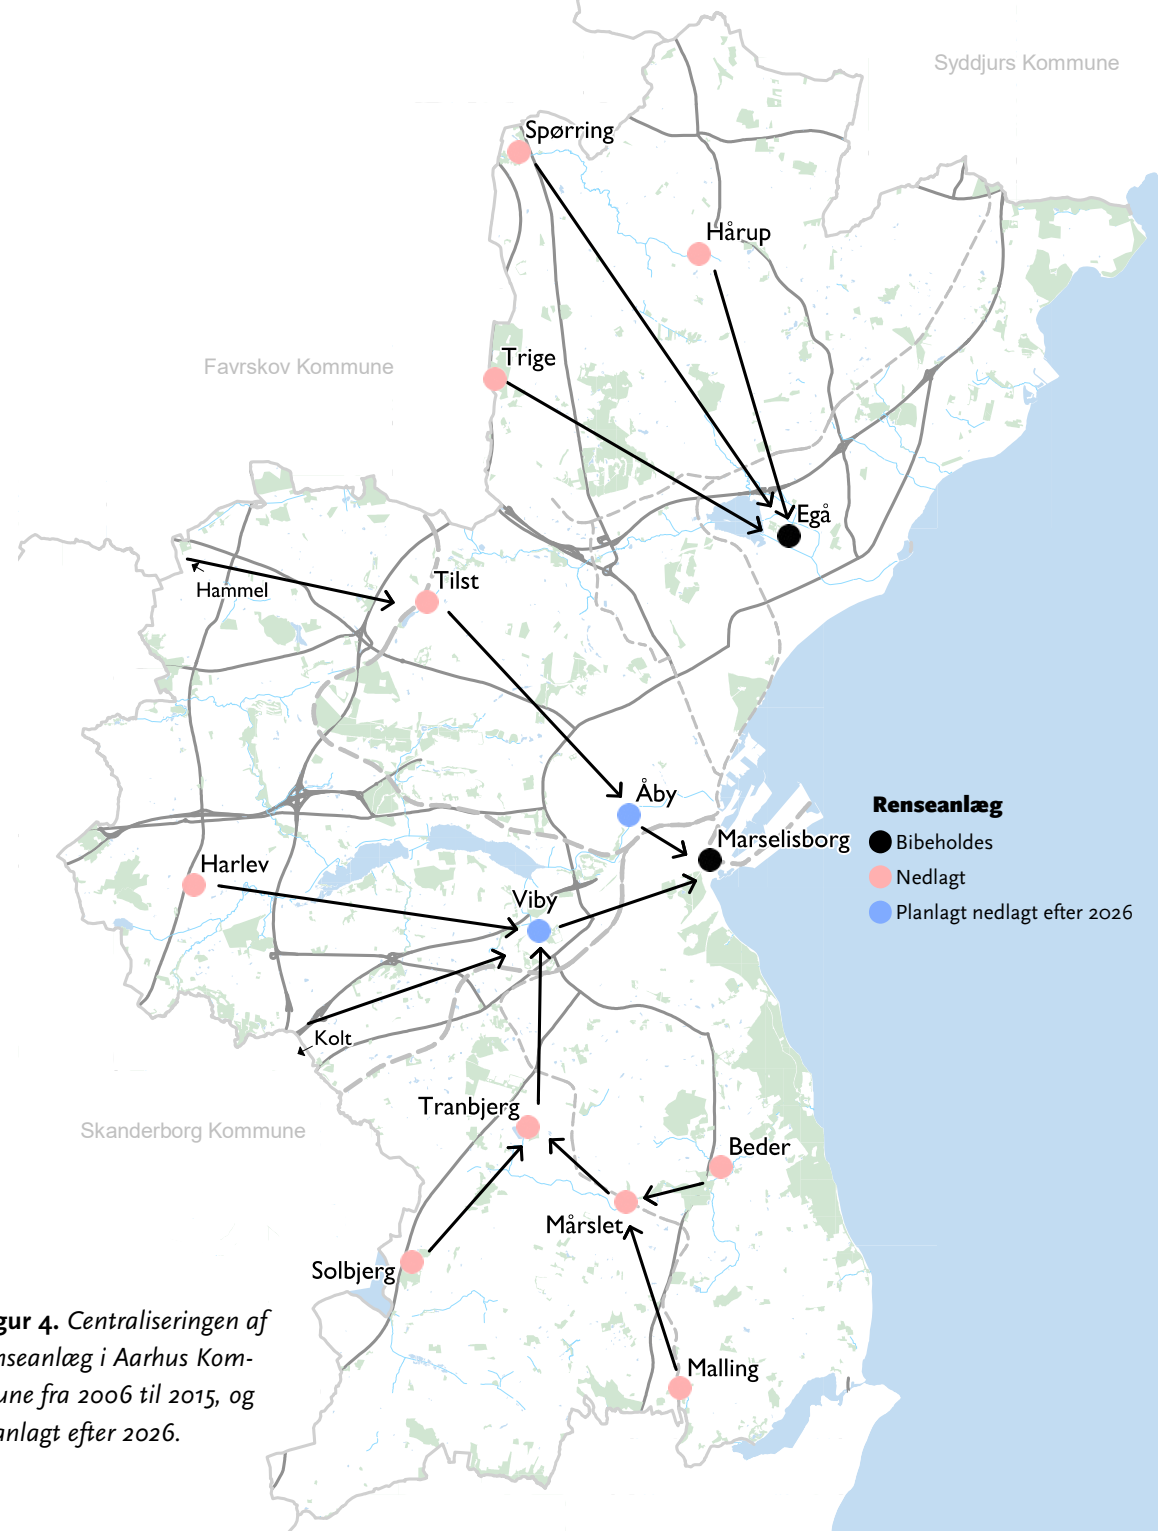 Syddjurs Kommune
Spørring
Hårup
Trige
Favrskov Kommune
Egå
Tilst
Hammel
Åby
Renseanlæg
Marselisborg
Bibeholdes
Harlev
Nedlagt
Viby
Planlagt nedlagt efter 2026
Kolt
Tranbjerg
Skanderborg Kommune
Beder
Mårslet
Solbjerg
gur 4. Centraliseringen af
nseanlæg i Aarhus Kom-
une fra 2006 til 2015, og
anlagt efter 2026.
Malling